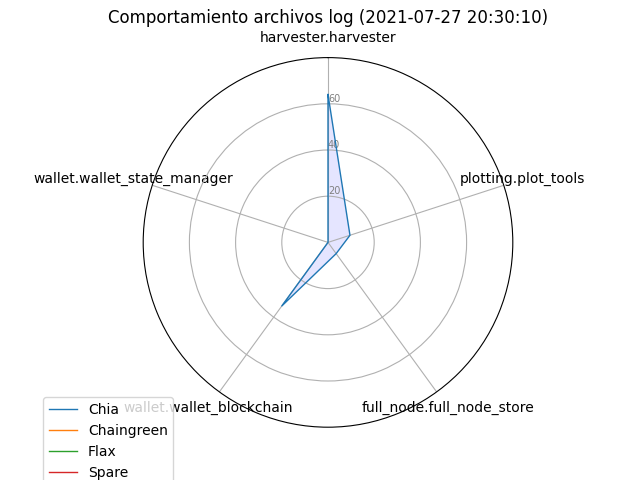 Comportamiento archivos log (2021-07-27 20:30:10)
harvester.harvester
60
40
20
wallet.wallet_state_manager
plotting.plot_tools
wallet.wallet_blockchain
full_node.full_node_store
Chia
Chaingreen
Flax
Spare